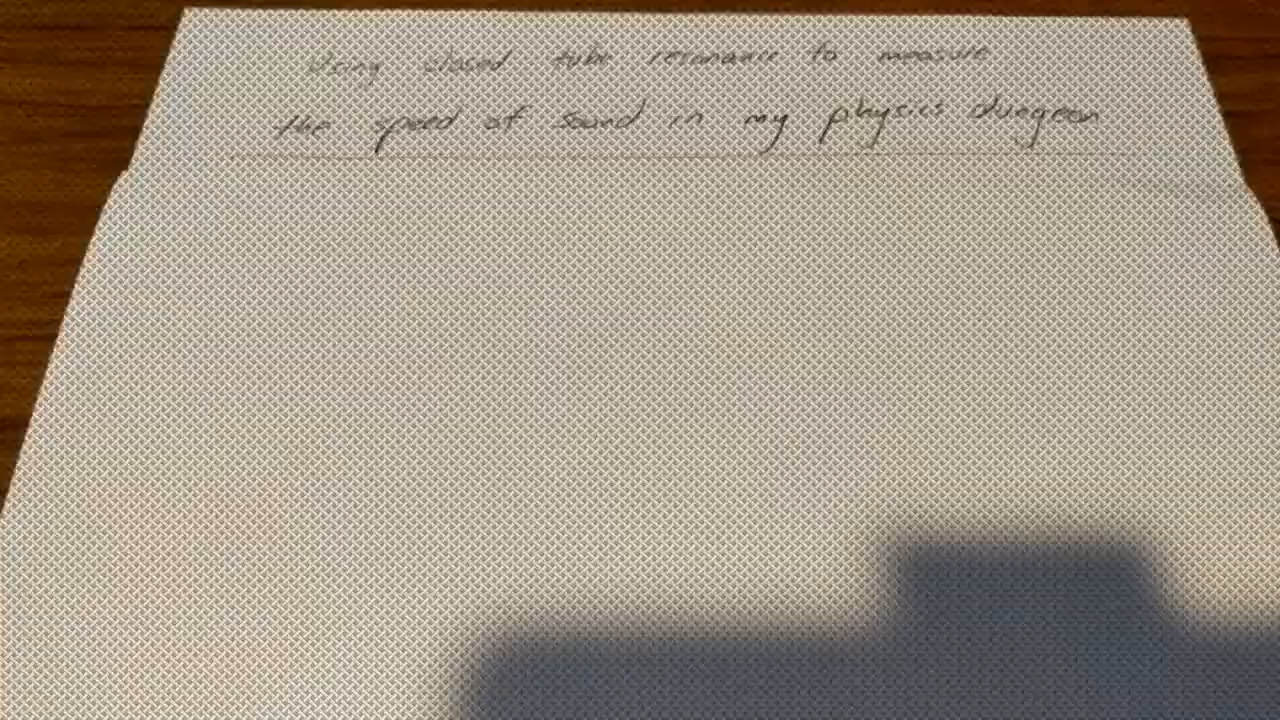 Using closed tube resonance to measure
the speed of sound in my physics dungeon